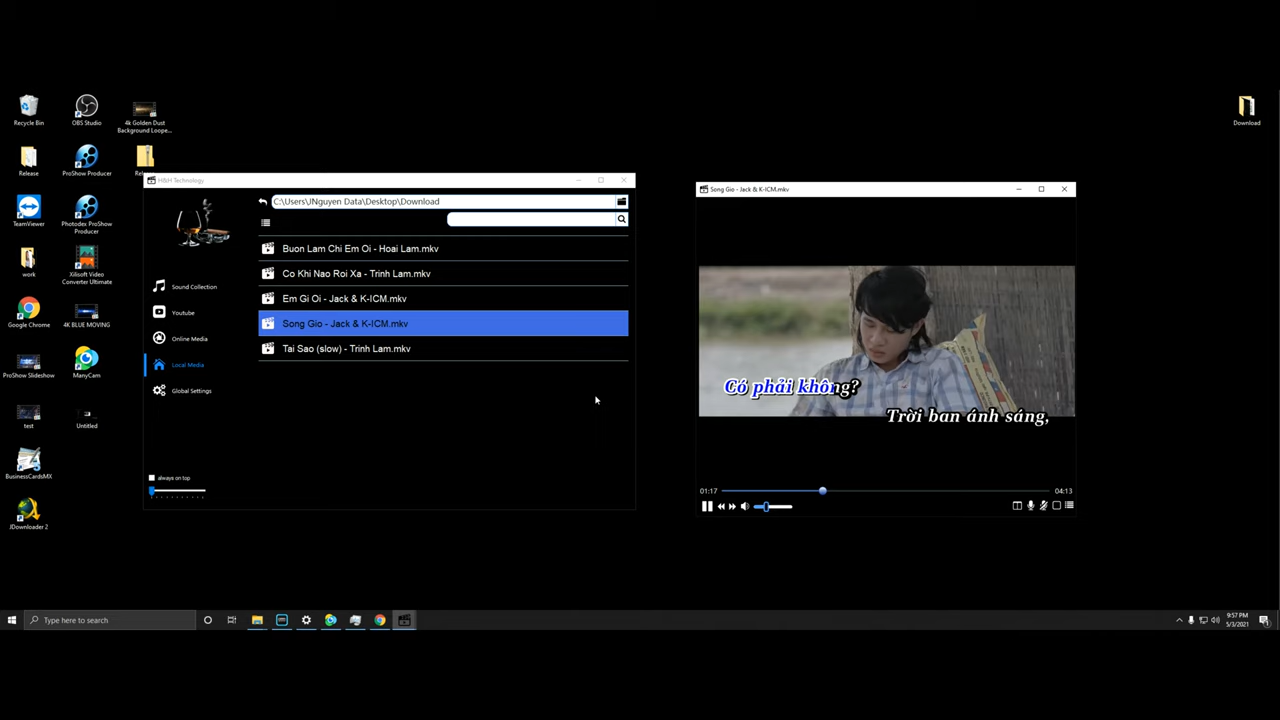 Recycle Bin
OBS Studio
4k Golden Dust
Background Loope...
Release
ProShow Producer
Rel
TeamViewer
Photodex ProShow
Producer
work
Xilisoft Video
Converter Ultimate
Google Chrome
4K BLUE MOVING
ProShow Slideshow
ManyCam
test
Untitled
BusinessCardsMX
JDownloader 2
Download
H&H Technology
C:\Users\JNguyen Data\Desktop\Download
Buon Lam Chi Em Oi - Hoai Lam.mkv
Co Khi Nao Roi Xa - Trinh Lam.mkv
Em Gi Oi - Jack & K-ICM.mkv
Song Gio - Jack & K-ICM.mkv
Tai Sao (slow) - Trinh Lam.mkv
Sound Collection
Youtube
Online Media
Local Media
Global Settings
always on top
Song Gio - Jack & K-ICM.mkv
Có phải không?
Trời ban ánh sáng,
01:17
04:13
Type here to search
9:57 PM
5/3/2021